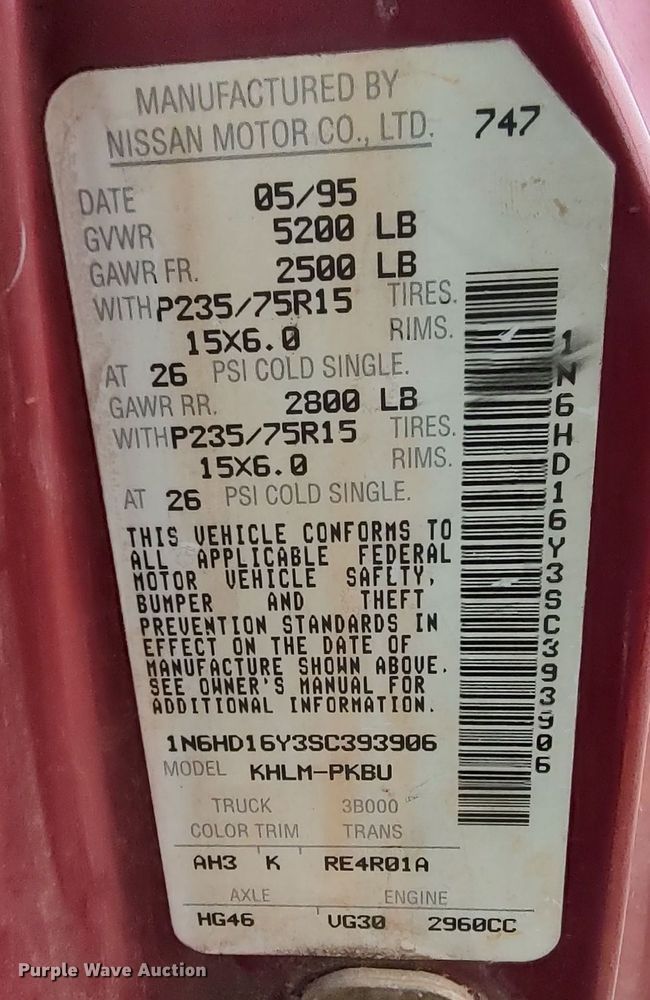 MANUFACTURED BY
NISSAN MOTOR CO., LTD. 747
DATE 05/95
GVWR 5200 LB
GAWR FR. 2500 LB
WITH P235/75R15 TIRES.
15X6.0 RIMS.
AT 26 PSI COLD SINGLE.
GAWR RR. 2800 LB
WITH P235/75R15 TIRES.
15X6.0 RIMS.
AT 26 PSI COLD SINGLE.
THIS VEHICLE CONFORMS TO
ALL APPLICABLE FEDERAL
MOTOR VEHICLE SAFETY,
BUMPER AND THEFT
PREVENTION STANDARDS IN
EFFECT ON THE DATE OF
MANUFACTURE SHOWN ABOVE.
SEE OWNER'S MANUAL FOR
ADDITIONAL INFORMATION.
1N6HD16Y3SC393906
1N6HD16Y3SC393906
MODEL KHLM-PKBU
TRUCK 3B000
COLOR TRIM TRANS
AH3 K RE4R01A
AXLE ENGINE
HG46 VG30 2960CC
Purple Wave Auction